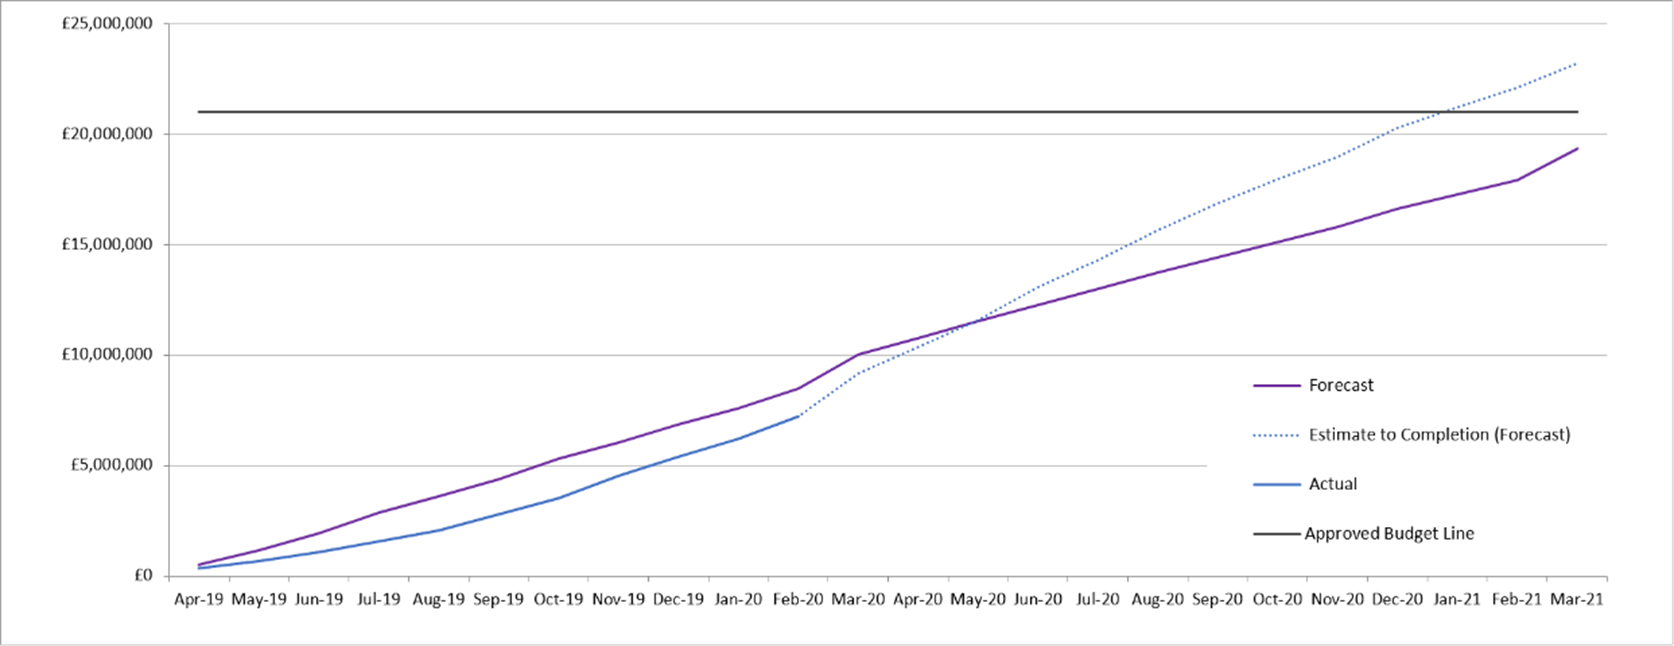 £25,000,000
£20,000,000
£15,000,000
£10,000,000
£5,000,000
£0
Forecast
Estimate to Completion (Forecast)
Actual
Approved Budget Line
Apr-19 May-19 Jun-19 Jul-19 Aug-19 Sep-19 Oct-19 Nov-19 Dec-19 Jan-20 Feb-20 Mar-20 Apr-20 May-20 Jun-20 Jul-20 Aug-20 Sep-20 Oct-20 Nov-20 Dec-20 Jan-21 Feb-21 Mar-21